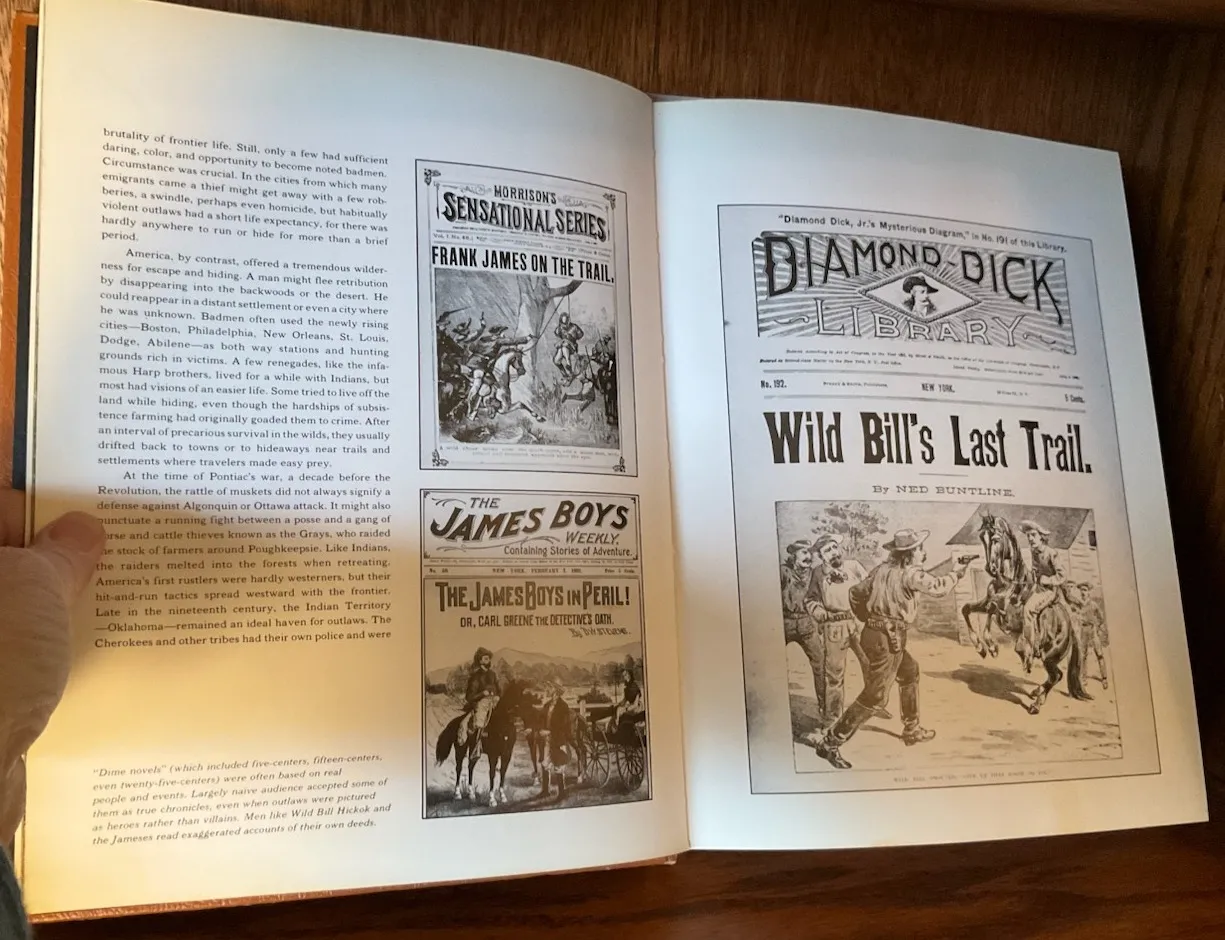 brutality of frontier life. Still, only a few had sufficient
daring, color, and opportunity to become noted badmen.
Circumstance was crucial. In the cities from which many
emigrants came a thief might get away with a few rob-
beries, a swindle, perhaps even homicide, but habitually
violent outlaws had a short life expectancy, for there was
hardly anywhere to run or hide for more than a brief
period.
America, by contrast, offered a tremendous wilder-
ness for escape and hiding. A man might flee retribution
by disappearing into the backwoods or the desert. He
could reappear in a distant settlement or even a city where
he was unknown. Badmen often used the newly rising
cities—Boston, Philadelphia, New Orleans, St. Louis,
Dodge, Abilene—as both way stations and hunting
grounds rich in victims. A few renegades, like the infa-
mous Harp brothers, lived for a while with Indians, but
most had visions of an easier life. Some tried to live off the
land while hiding, even though the hardships of subsis-
tence farming had originally goaded them to crime. After
an interval of precarious survival in the wilds, they usually
drifted back to towns or to hideaways near trails and
settlements where travelers made easy prey.
At the time of Pontiac's war, a decade before the
Revolution, the rattle of muskets did not always signify a
defense against Algonquin or Ottawa attack. It might also
punctuate a running fight between a posse and a gang of
orse and cattle thieves known as the Grays, who raided
he stock of farmers around Poughkeepsie. Like Indians,
the raiders melted into the forests when retreating.
America's first rustlers were hardly westerners, but their
hit-and-run tactics spread westward with the frontier.
Late in the nineteenth century, the Indian Territory
—Oklahoma—remained an ideal haven for outlaws. The
Cherokees and other tribes had their own police and were
"Dime novels" (which included five-centers, fifteen-centers,
even twenty-five-centers) were often based on real
people and events. Largely naive audience accepted some of
them as true chronicles, even when outlaws were pictured
as heroes rather than villains. Men like Wild Bill Hickok and
the Jameses read exaggerated accounts of their own deeds.
MORRISON'S
SENSATIONAL SERIES
FRANK JAMES ON THE TRAIL.
THE
JAMES BOYS
WEEKLY.
Containing Stories of Adventure.
NEW YORK, FEBRUARY
THE JAMES BOYS IN PERIL!
OR, CARL GREENE THE DETECTIVE'S OATH.
By D.W. STEVENS.
"Diamond Dick, Jr.'s Mysterious Diagram," in No. 191 of this Library.
DIAMOND-DICK
LIBRARY
No. 192.
NEW YORK.
5 Cents.
Wild Bill's Last Trail.
By NED BUNTLINE.